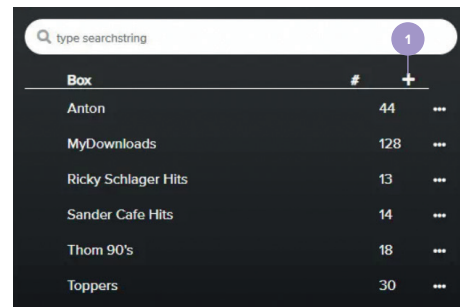 type searchstring
1
Box # +
Anton 44 •••
MyDownloads 128 •••
Ricky Schlager Hits 13 •••
Sander Cafe Hits 14 •••
Thom 90's 18 •••
Toppers 30 •••